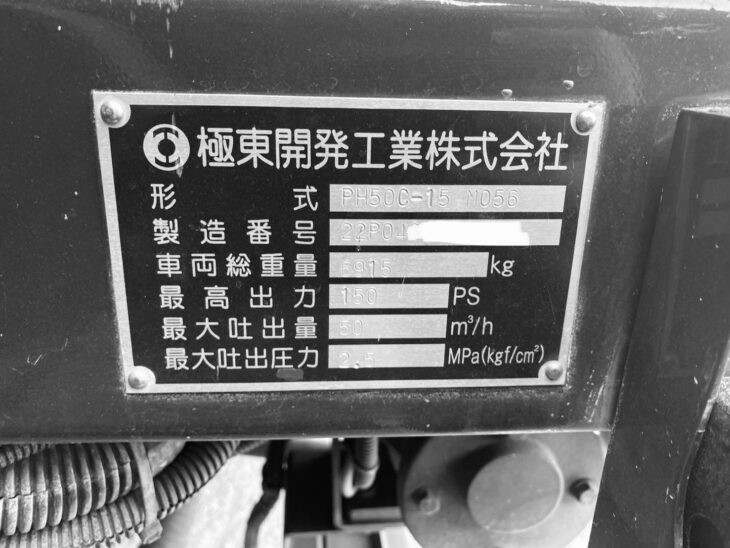 極東開発工業株式会社
形式 PH50C-15 M056
製造番号 22P04
車両総重量 6915 kg
最高出力 150 PS
最大吐出量 50 m³/h
最大吐出圧力 2.5 MPa(kgf/cm²)